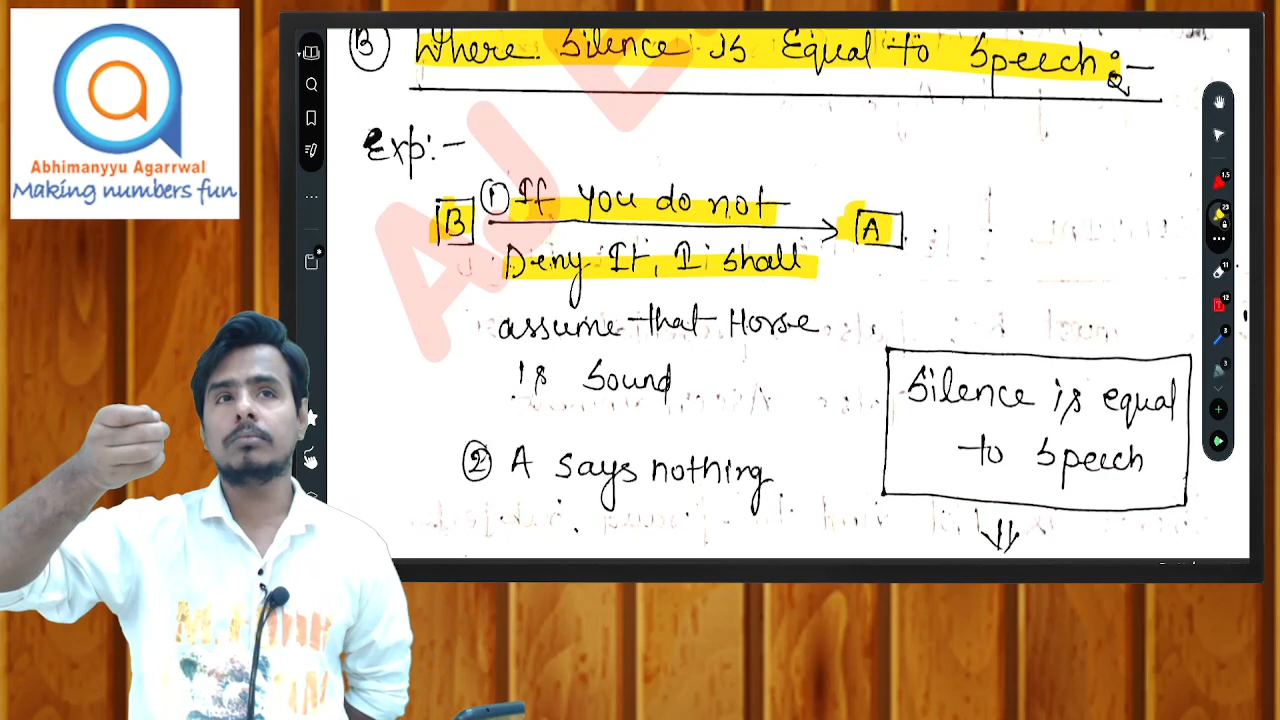 Abhimanyyu Agarrwal
Making numbers fun
③ Where Silence is Equal to Speech :-
Exp:-
B ① If you do not A
Deny It, I shall
assume that Horse
is Sound
② A says nothing
Silence is equal
to Speech